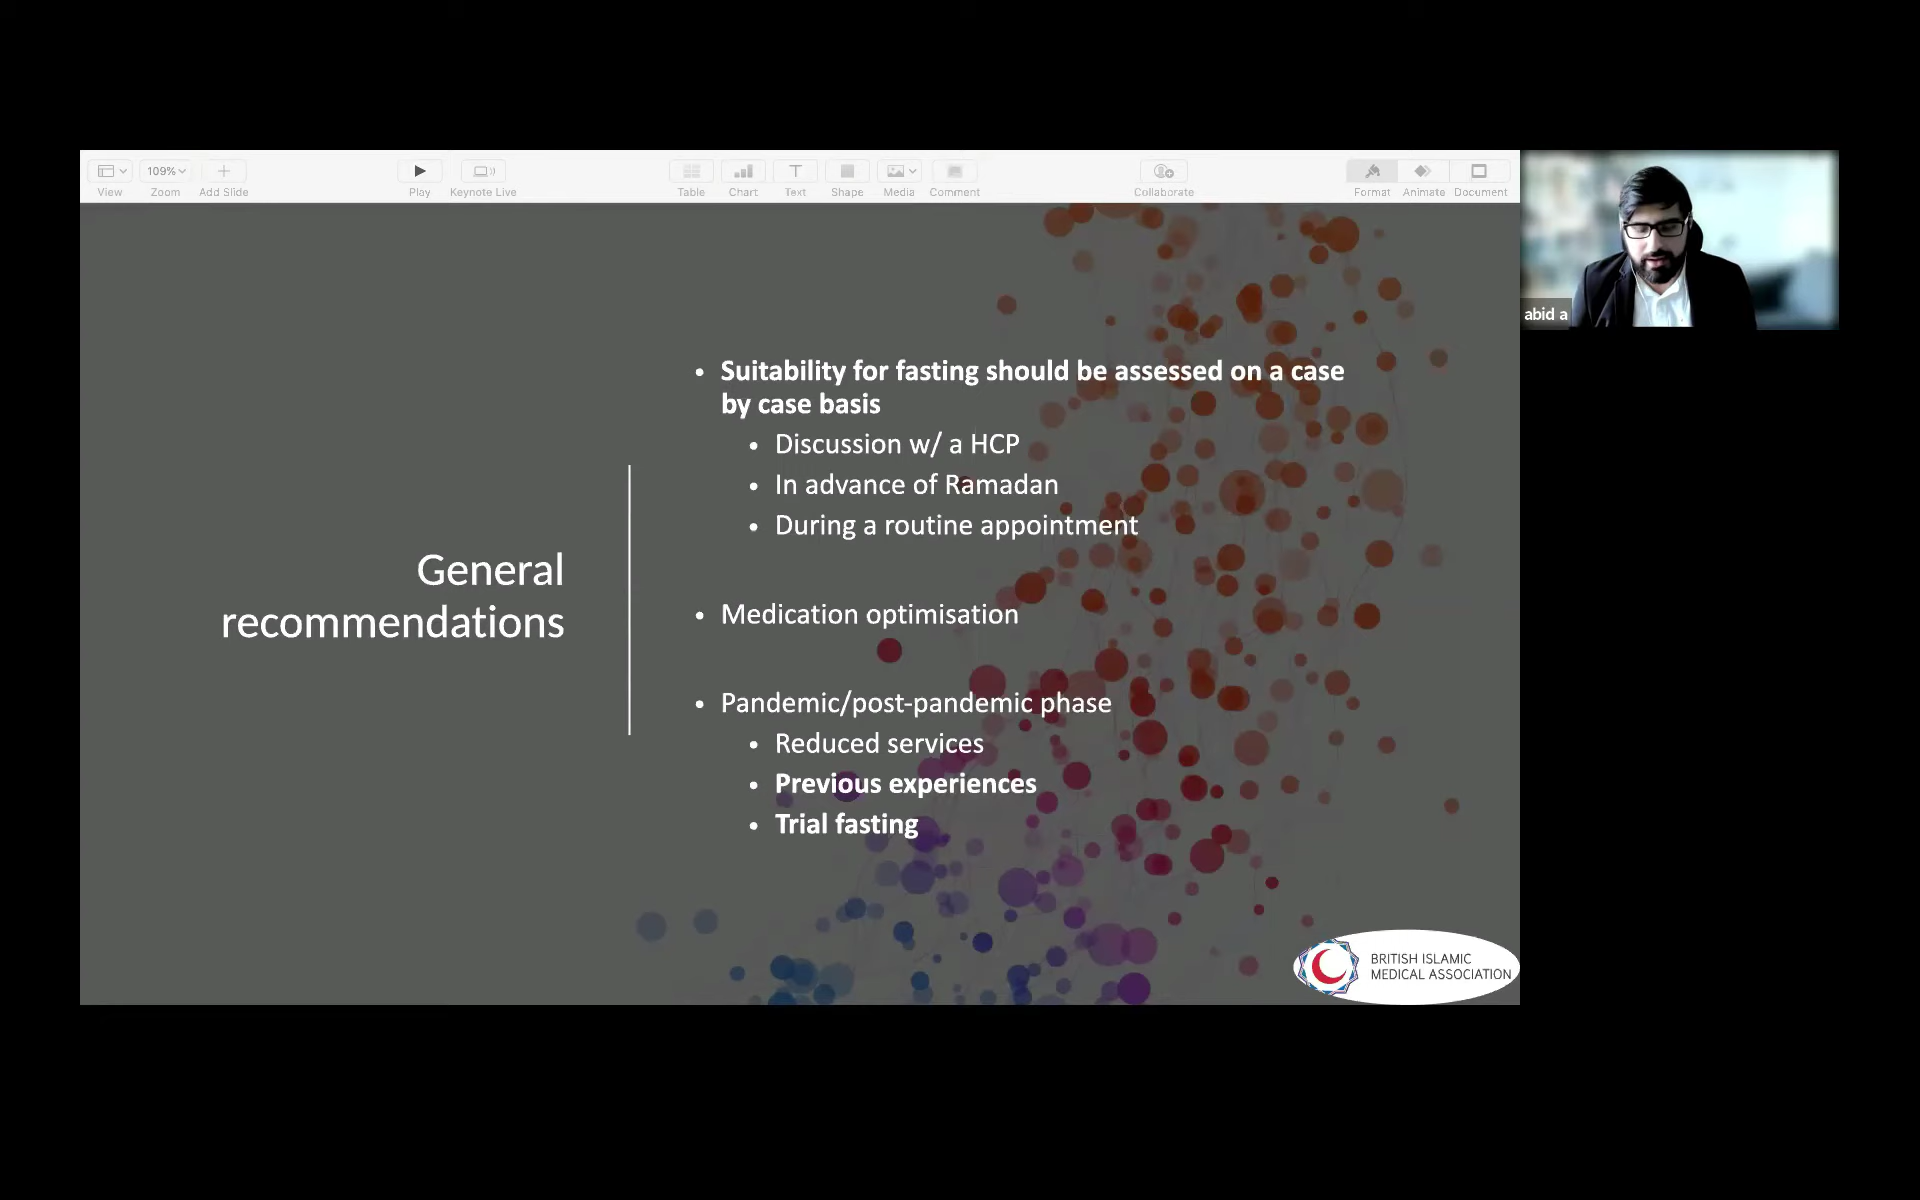 109%
View
Zoom
Add Slide
Play
Keynote Live
Table
Chart
Text
Shape
Media
Comment
Collaborate
Format
Animate
Document
abid a
General
recommendations
• Suitability for fasting should be assessed on a case
by case basis
• Discussion w/ a HCP
• In advance of Ramadan
• During a routine appointment
• Medication optimisation
• Pandemic/post-pandemic phase
• Reduced services
• Previous experiences
• Trial fasting
BRITISH ISLAMIC
MEDICAL ASSOCIATION